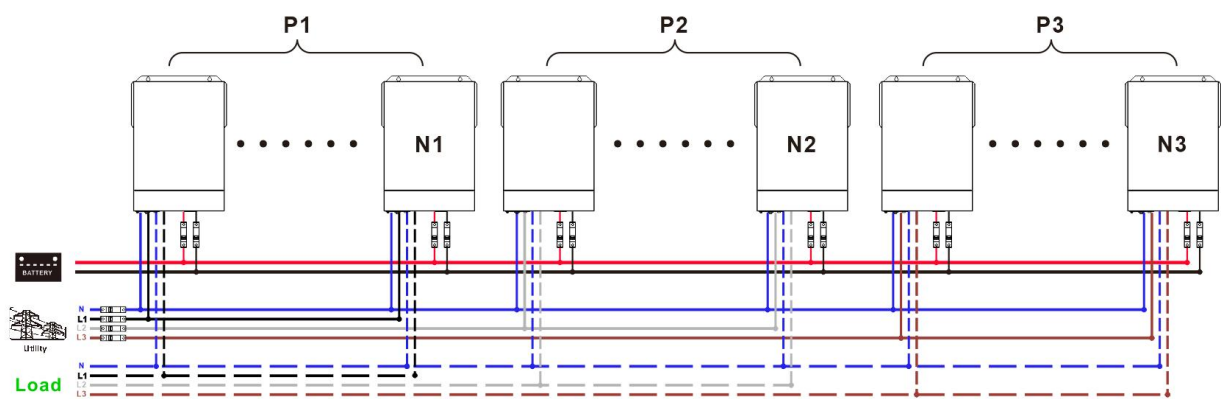 P1 P2 P3
N1 N2 N3
BATTERY
N
L1
L2
L3
Utility
N
L1
L2
L3
Load